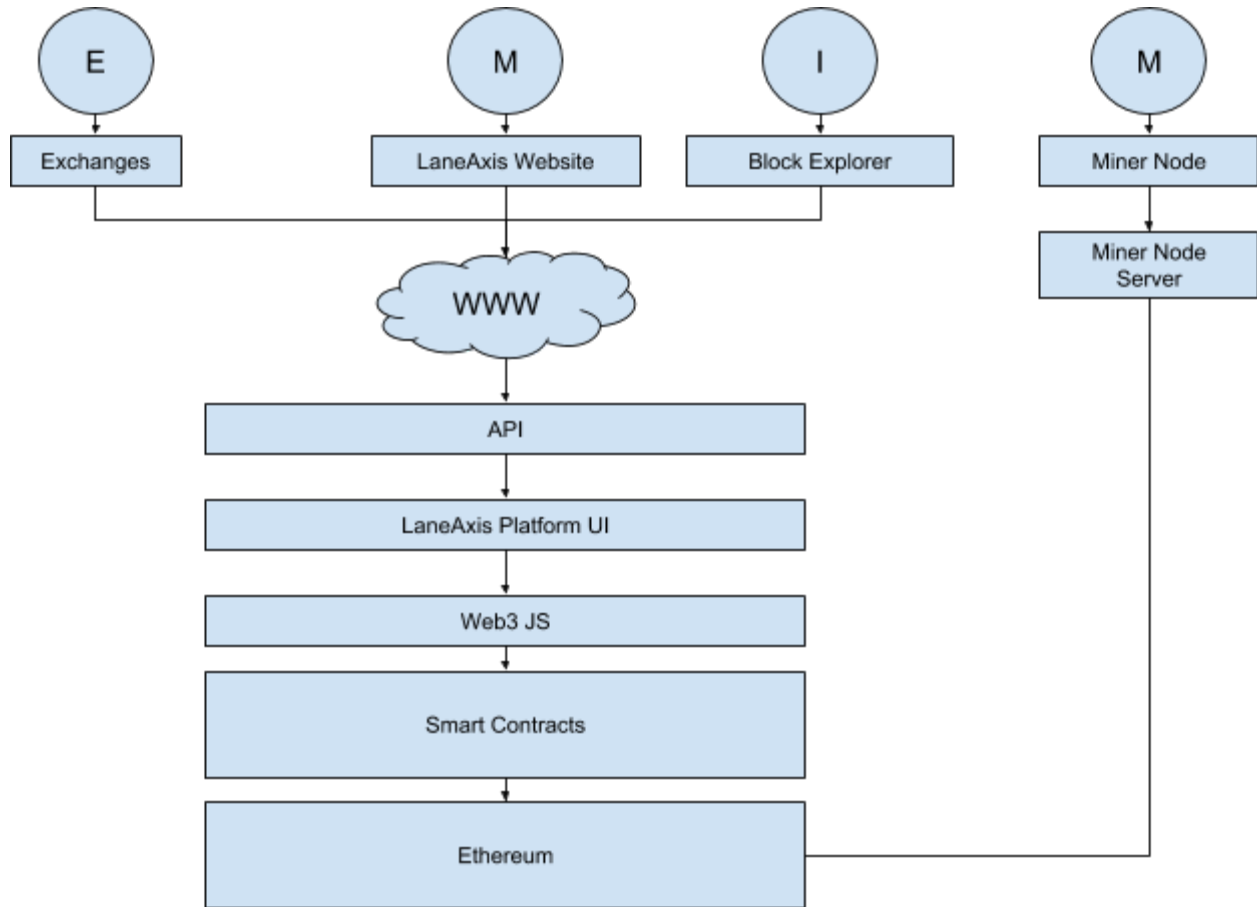 E
M
I
M
Exchanges
LaneAxis Website
Block Explorer
Miner Node
Miner Node
Server
WWW
API
LaneAxis Platform UI
Web3 JS
Smart Contracts
Ethereum